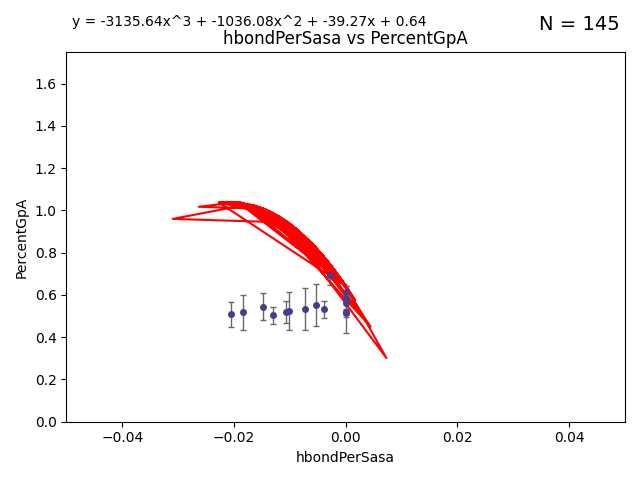 y = -3135.64x^3 + -1036.08x^2 + -39.27x + 0.64
N = 145
hbondPerSasa vs PercentGpA
1.6
1.4
1.2
1.0
0.8
0.6
0.4
0.2
0.0
PercentGpA
−0.04
−0.02
0.00
0.02
0.04
hbondPerSasa